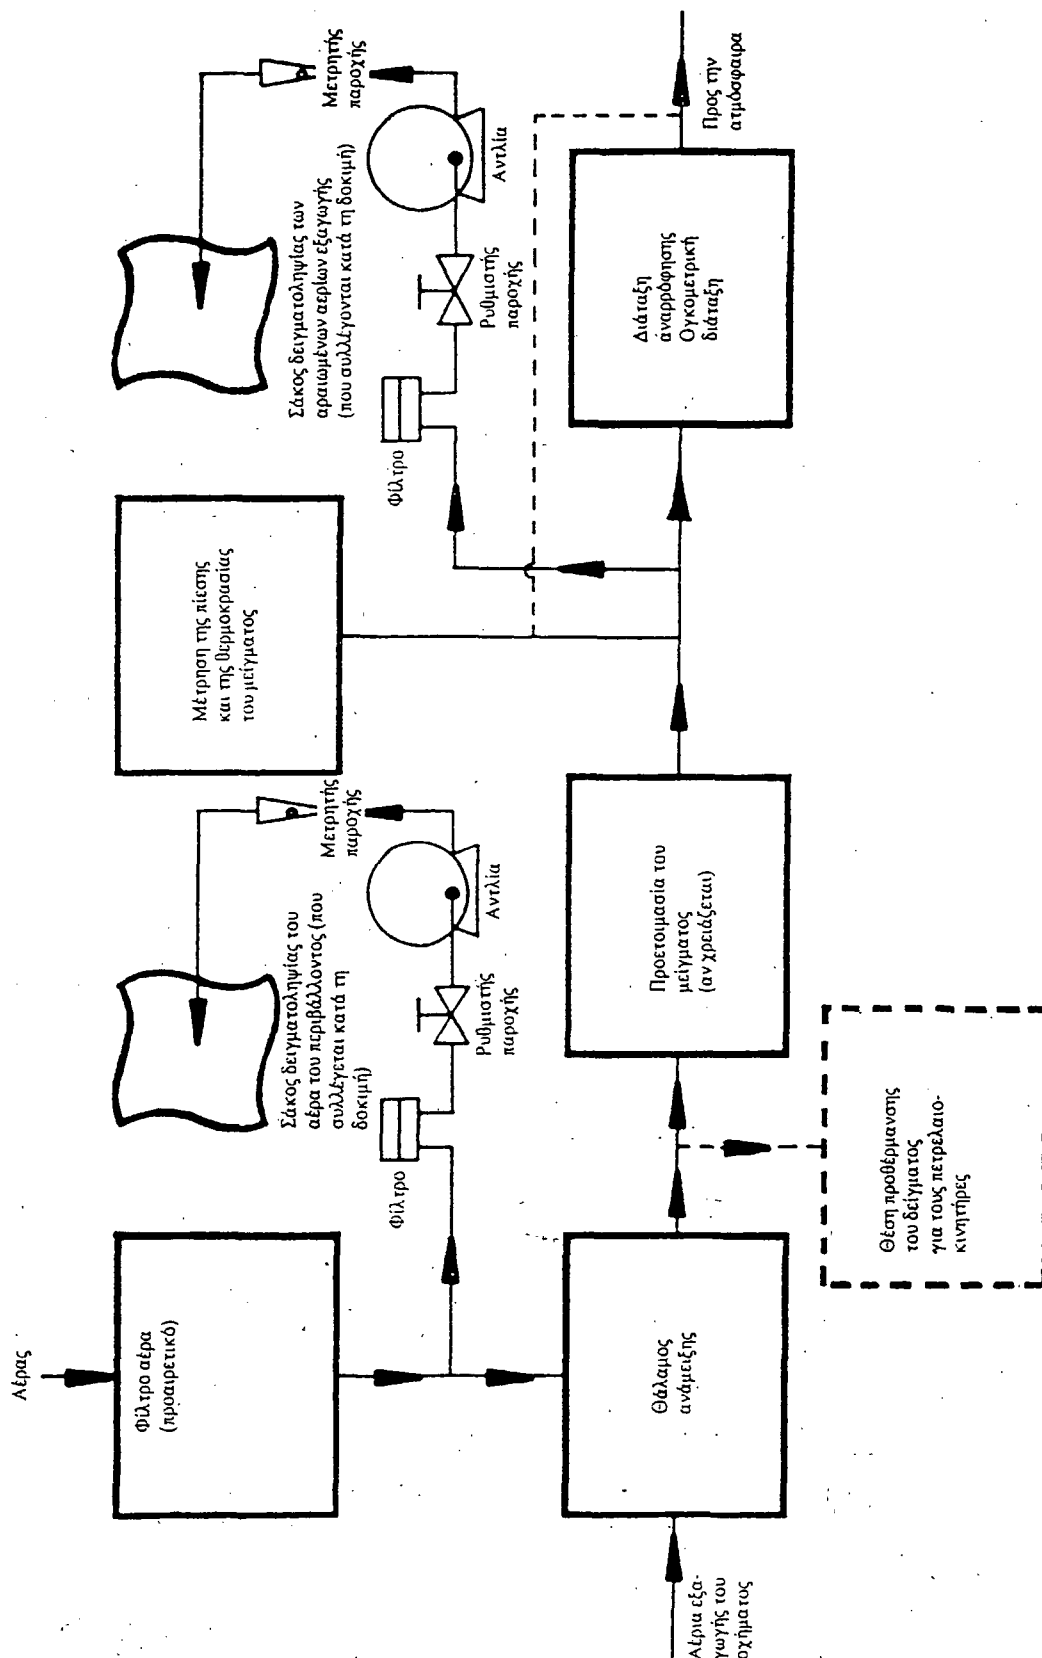 Αέρας
Φίλτρο αέρα
(προαιρετικό)
Σάκος δειγματοληψίας του
αέρα του περιβάλλοντος (που
συλλέγεται κατά τη
δοκιμή)
Μετρητής
παροχής
Φίλτρο
Ρυθμιστής
παροχής
Αντλία
Μέτρηση της πίεσης
και της θερμοκρασίας
του μείγματος
Σάκος δειγματοληψίας των
αραιωμένων αερίων εξαγωγής
(που συλλέγονται κατά τη δοκιμή)
Μετρητής
παροχής
Φίλτρο
Ρυθμιστής
παροχής
Αντλία
Αέρια εξα-
γωγής του
οχήματος
Θάλαμος
ανάμειξης
Προετοιμασία του
μείγματος
(αν χρειάζεται)
Διάταξη
αναρρόφησης
Ογκομετρική
διάταξη
Προς την
ατμόσφαιρα
Θέση προθέρμανσης
του δείγματος
για τους πετρελαιο-
κινητήρες